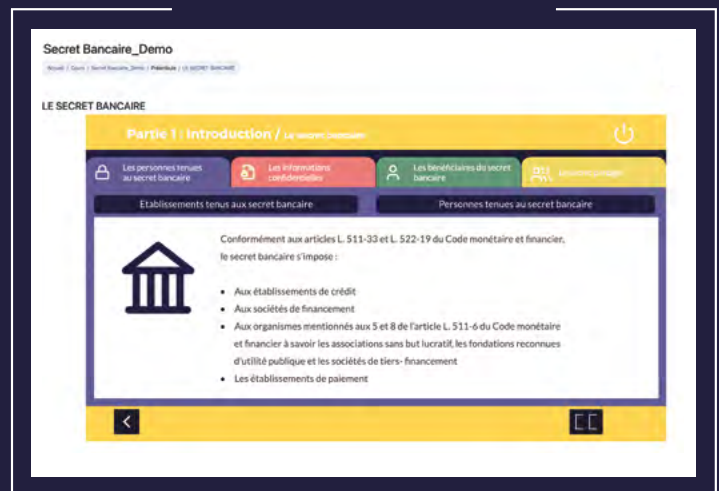 Secret Bancaire_Demo
LE SECRET BANCAIRE
Partie 1 : Introduction / Le secret bancaire
Les personnes tenues
au secret bancaire
Les informations
confidentielles
Les bénéficiaires du secret
bancaire
Etablissements tenus aux secret bancaire
Personnes tenues au secret bancaire
Conformément aux articles L. 511-33 et L. 522-19 du Code monétaire et financier,
le secret bancaire s'impose :
• Aux établissements de crédit
• Aux sociétés de financement
• Aux organismes mentionnés aux 5 et 8 de l'article L. 511-6 du Code monétaire
et financier à savoir les associations sans but lucratif, les fondations reconnues
d'utilité publique et les sociétés de tiers- financement
• Les établissements de paiement